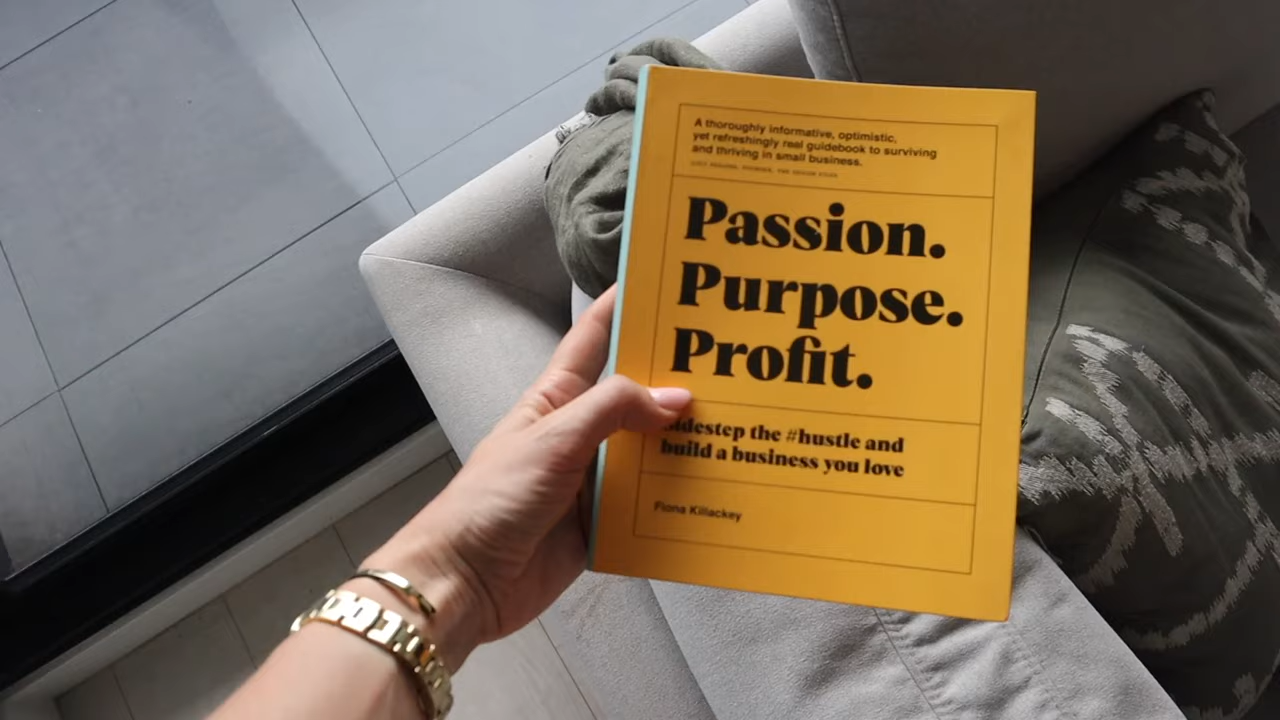 A thoroughly informative, optimistic,
yet refreshingly real guidebook to surviving
and thriving in small business.
Passion.
Purpose.
Profit.
Sidestep the #hustle and
build a business you love
Fiona Killackey